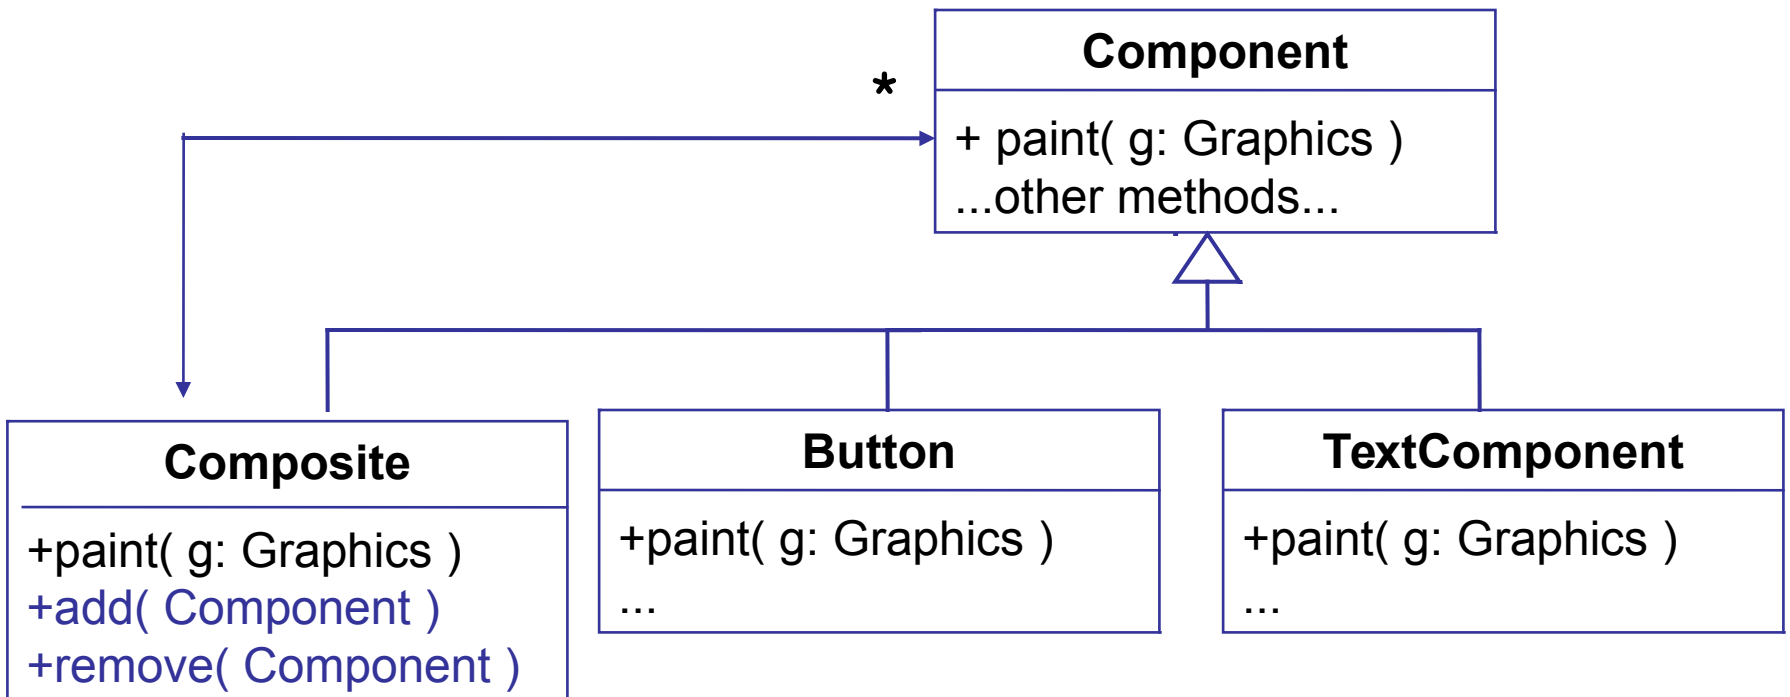 Component
*
+ paint( g: Graphics )
...other methods...
Composite
+paint( g: Graphics )
+add( Component )
+remove( Component )
Button
+paint( g: Graphics )
...
TextComponent
+paint( g: Graphics )
...